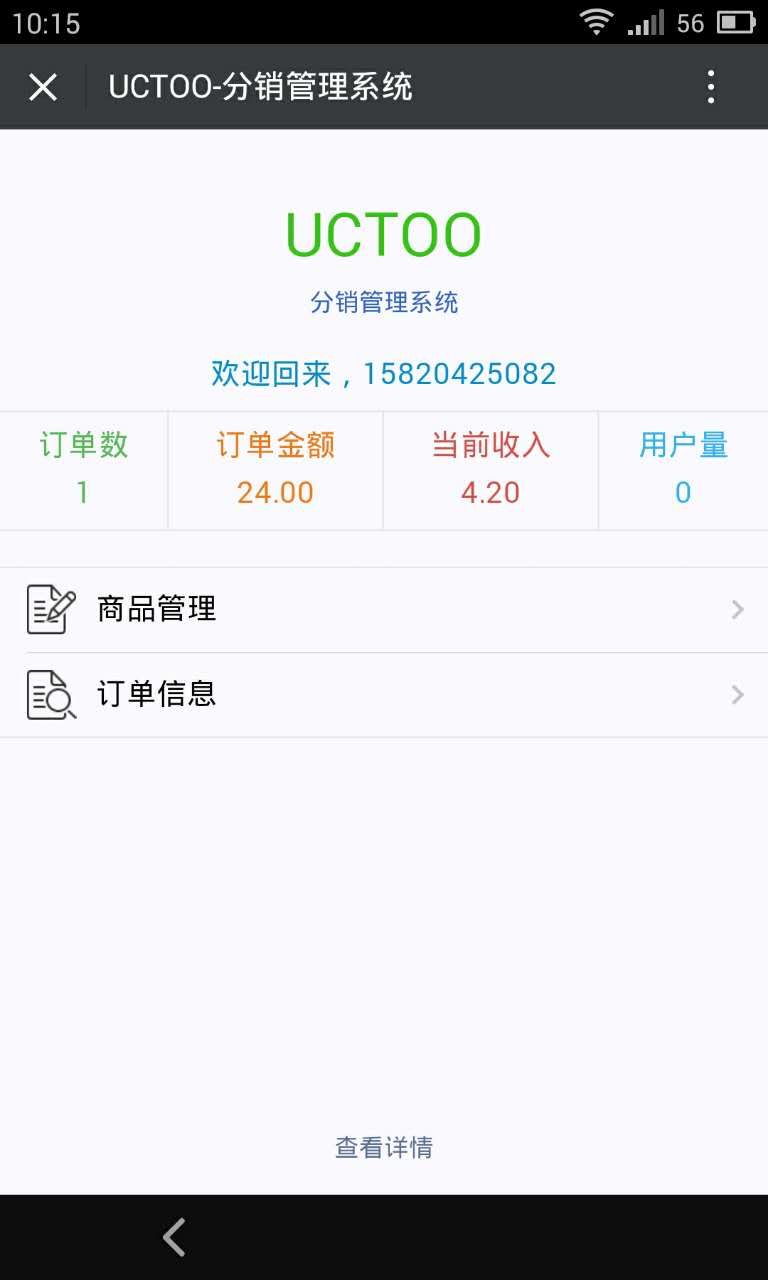 10:15 56
UCTOO-分销管理系统
UCTOO
分销管理系统
欢迎回来，15820425082
订单数 订单金额 当前收入 用户量
1 24.00 4.20 0
商品管理
订单信息
查看详情